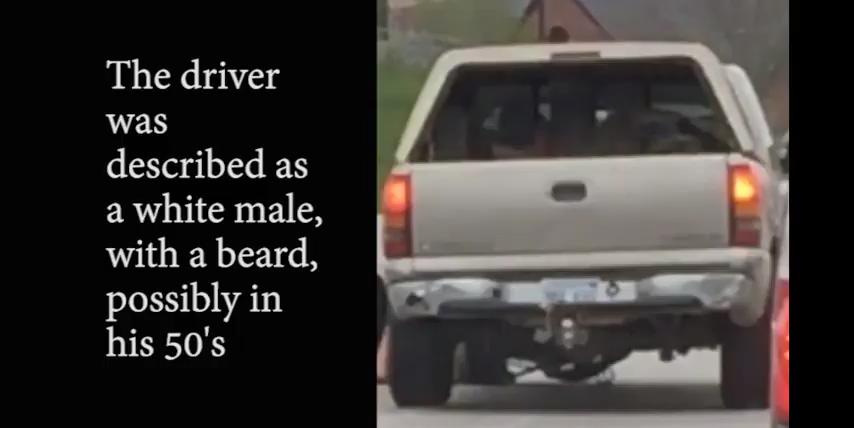 The driver
was
described as
a white male,
with a beard,
possibly in
his 50's